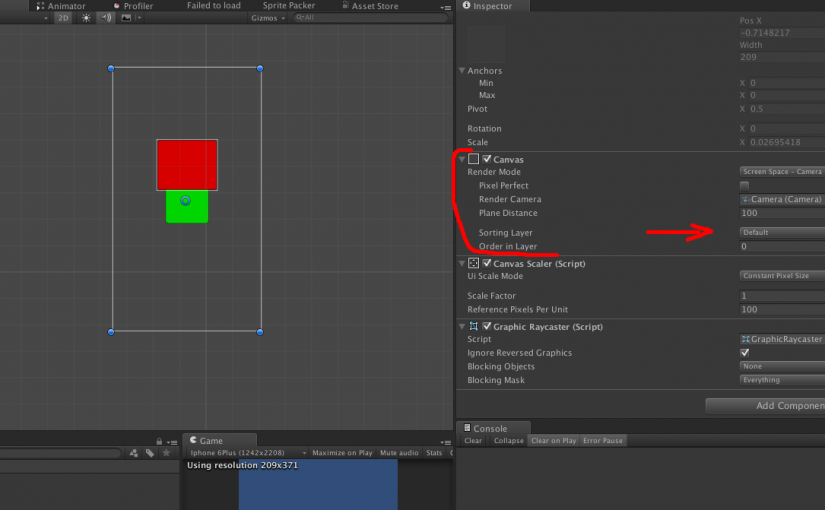 Animator Profiler Failed to load Sprite Packer Asset Store
2D Gizmos All
Inspector
Pos X
-0.7148217
Width
209
Anchors
Min X 0
Max X 0
Pivot X 0.5
Rotation X 0
Scale X 0.02695418
Canvas
Render Mode Screen Space - Camera
Pixel Perfect
Render Camera Camera (Camera)
Plane Distance 100
Sorting Layer Default
Order in Layer 0
Canvas Scaler (Script)
Ui Scale Mode Constant Pixel Size
Scale Factor 1
Reference Pixels Per Unit 100
Graphic Raycaster (Script)
Script GraphicRaycaster
Ignore Reversed Graphics
Blocking Objects None
Blocking Mask Everything
Add Componen
Console
Clear Collapse Clear on Play Error Pause
Game
Iphone 6Plus (1242x2208) Maximize on Play Mute audio Stats
Using resolution 209x371